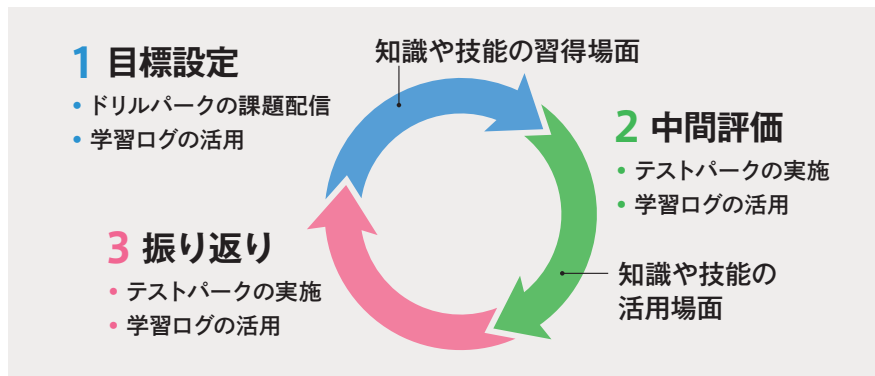 1 目標設定
• ドリルパークの課題配信
• 学習ログの活用
知識や技能の習得場面
2 中間評価
• テストパークの実施
• 学習ログの活用
知識や技能の
活用場面
3 振り返り
• テストパークの実施
• 学習ログの活用